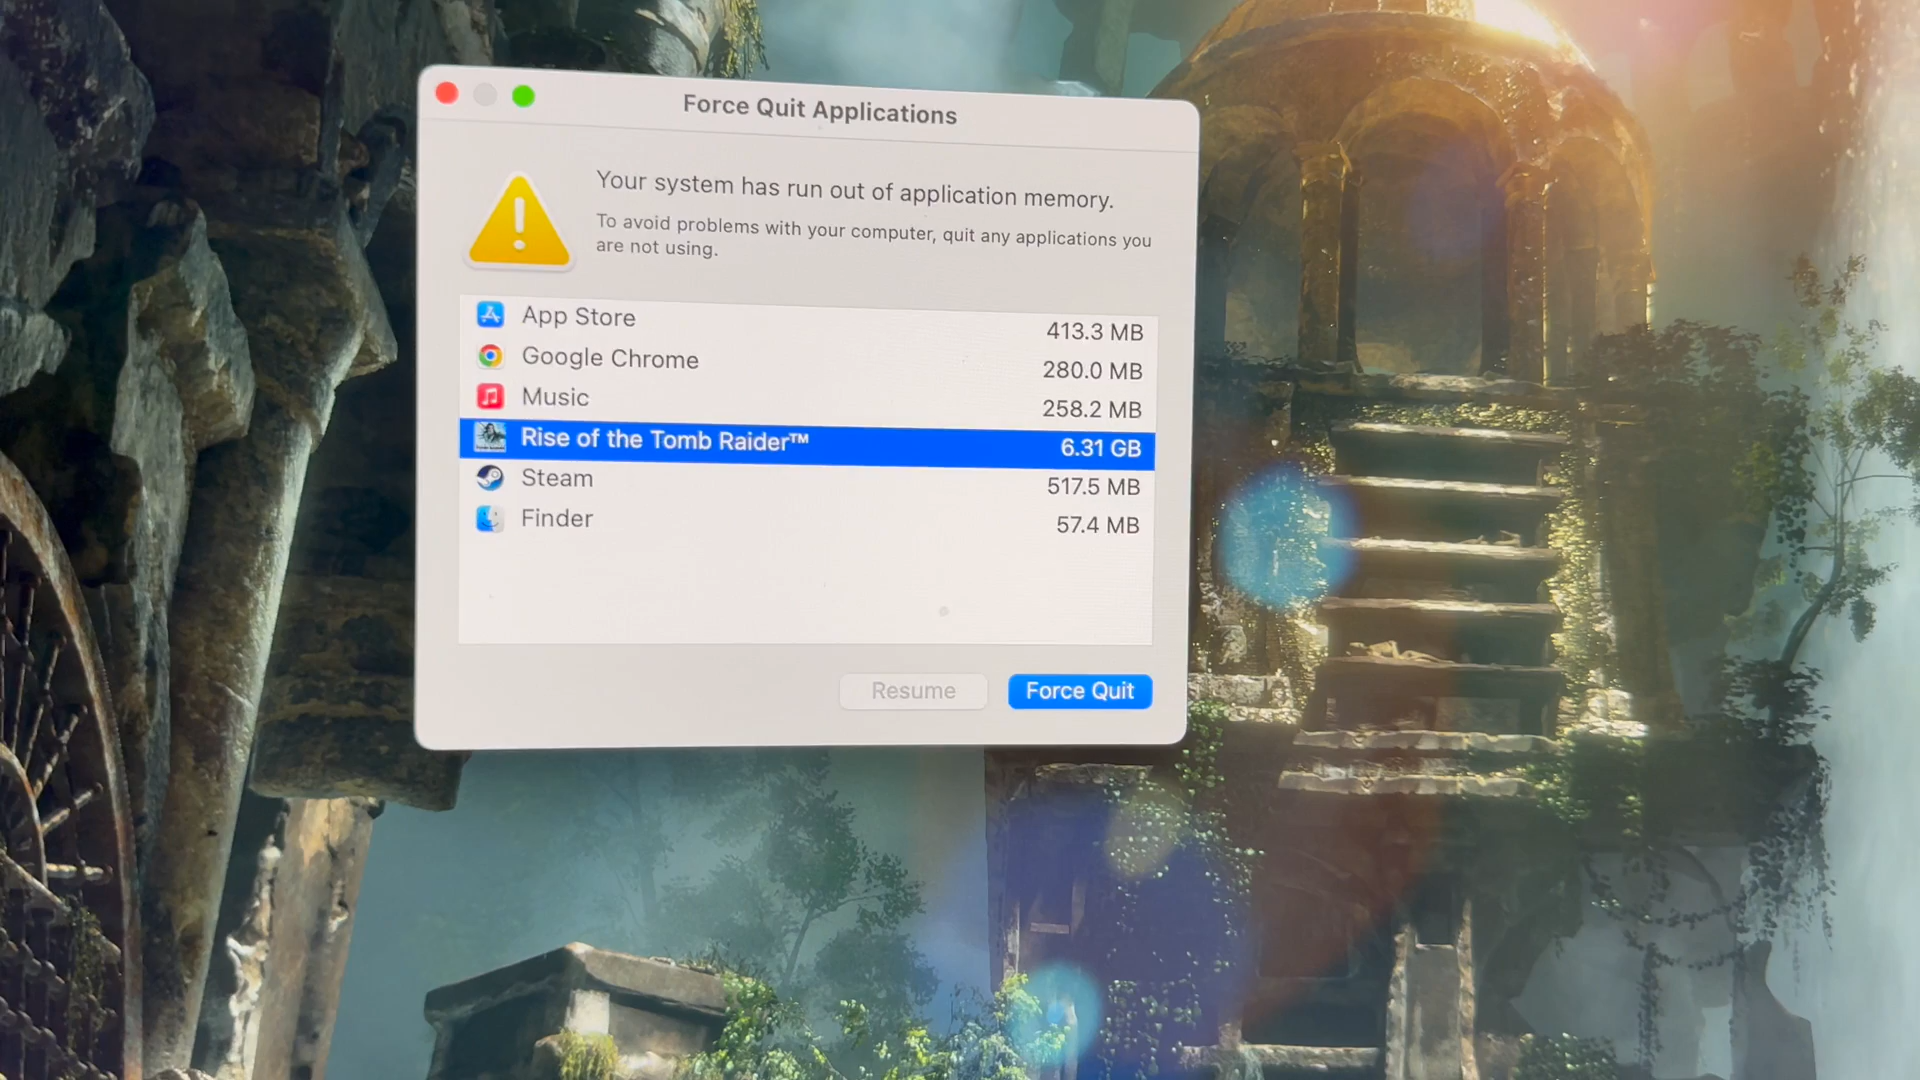 Force Quit Applications
Your system has run out of application memory.
To avoid problems with your computer, quit any applications you
are not using.
App Store 413.3 MB
Google Chrome 280.0 MB
Music 258.2 MB
Rise of the Tomb Raider™ 6.31 GB
Steam 517.5 MB
Finder 57.4 MB
Resume Force Quit